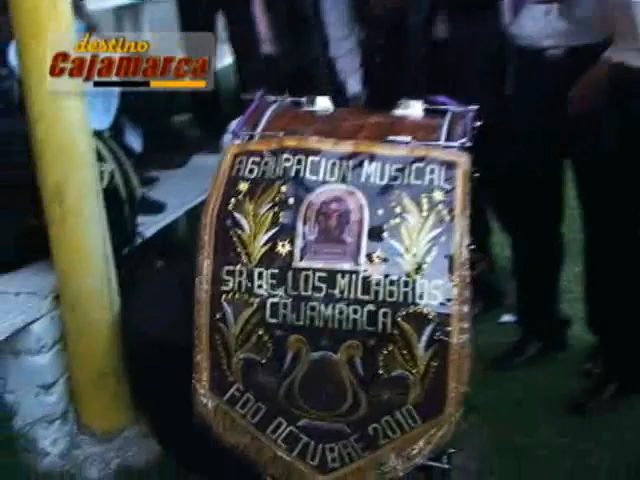 destino
Cajamarca
AGRUPACION MUSICAL
SR. DE LOS MILAGROS
CAJAMARCA
FDO OCTUBRE 2010